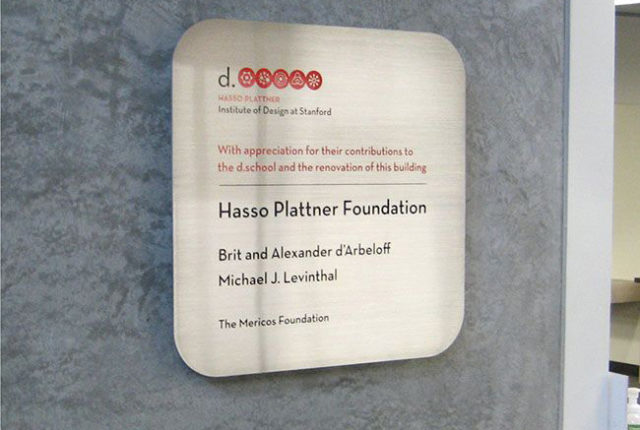 d.
HASSO PLATTNER
Institute of Design at Stanford
With appreciation for their contributions to
the d.school and the renovation of this building
Hasso Plattner Foundation
Brit and Alexander d'Arbeloff
Michael J. Levinthal
The Mericos Foundation